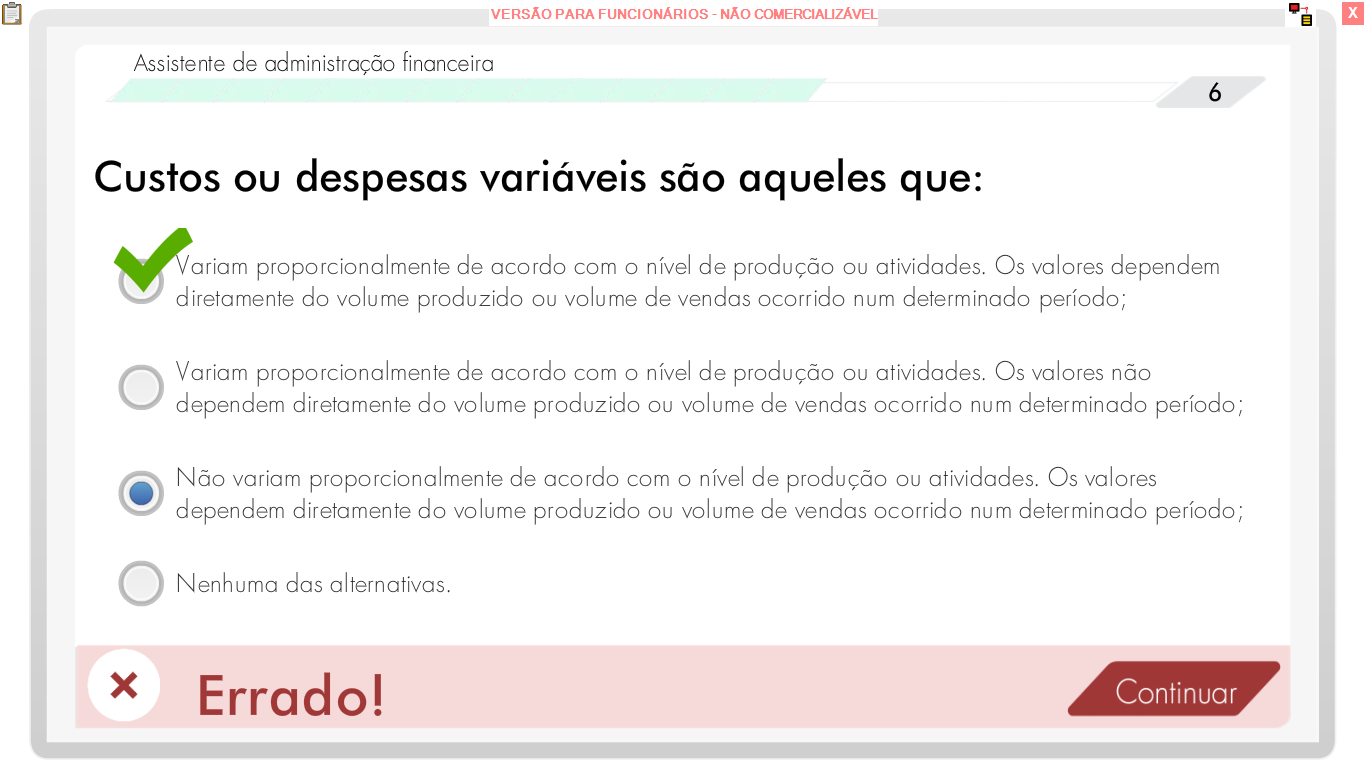 VERSÃO PARA FUNCIONÁRIOS - NÃO COMERCIALIZÁVEL
X
Assistente de administração financeira
6
Custos ou despesas variáveis são aqueles que:
Variam proporcionalmente de acordo com o nível de produção ou atividades. Os valores dependem
diretamente do volume produzido ou volume de vendas ocorrido num determinado período;
Variam proporcionalmente de acordo com o nível de produção ou atividades. Os valores não
dependem diretamente do volume produzido ou volume de vendas ocorrido num determinado período;
Não variam proporcionalmente de acordo com o nível de produção ou atividades. Os valores
dependem diretamente do volume produzido ou volume de vendas ocorrido num determinado período;
Nenhuma das alternativas.
Errado!
Continuar